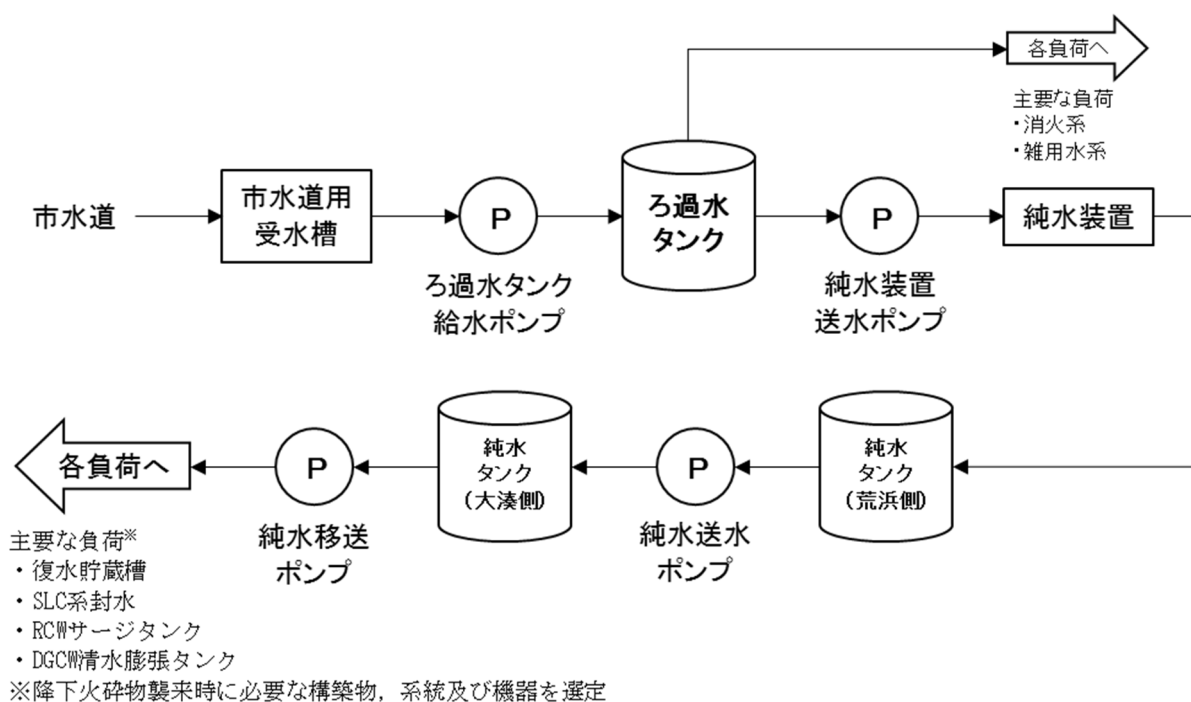 各負荷へ
主要な負荷
・消火系
・雑用水系
市水道
市水道用
受水槽
P
ろ過水タンク
給水ポンプ
ろ過水
タンク
P
純水装置
送水ポンプ
純水装置
各負荷へ
P
純水移送
ポンプ
純水
タンク
(大湊側)
P
純水送水
ポンプ
純水
タンク
(荒浜側)
主要な負荷※
・復水貯蔵槽
・SLC系封水
・RCWサージタンク
・DGCW清水膨張タンク
※降下火砕物襲来時に必要な構築物，系統及び機器を選定